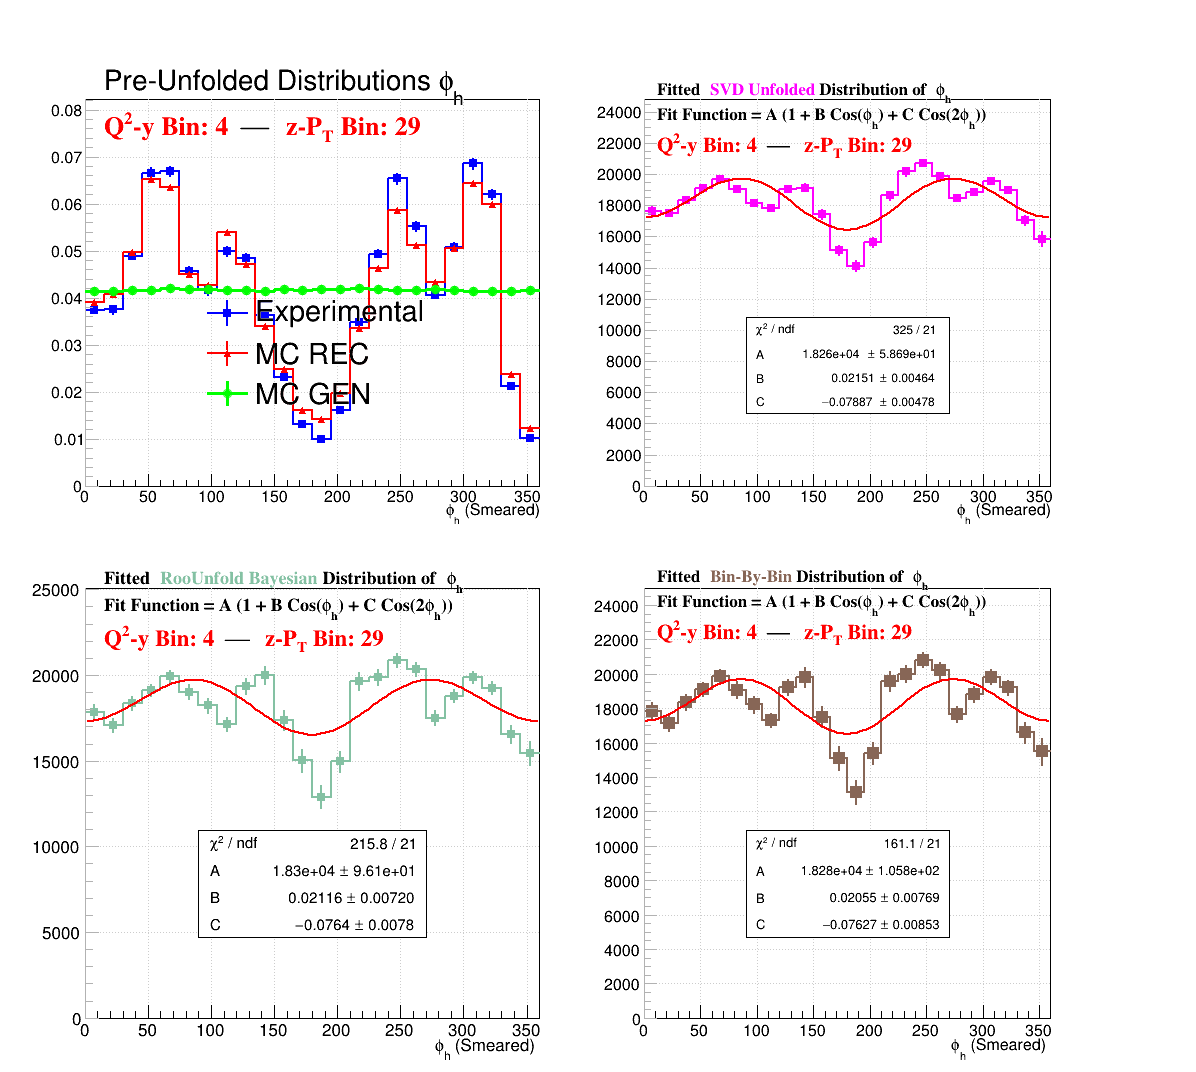 Pre-Unfolded Distributions ϕh
Q²-y Bin: 4 — z-PT Bin: 29
0.08
0.07
0.06
0.05
0.04
0.03
0.02
0.01
0
Experimental
MC REC
MC GEN
0 50 100 150 200 250 300 350
ϕh (Smeared)
Fitted SVD Unfolded Distribution of ϕh
Fit Function = A (1 + B Cos(ϕh) + C Cos(2ϕh))
Q²-y Bin: 4 — z-PT Bin: 29
24000
22000
20000
18000
16000
14000
12000
10000
8000
6000
4000
2000
0
χ² / ndf 325 / 21
A 1.826e+04 ± 5.869e+01
B 0.02151 ± 0.00464
C −0.07887 ± 0.00478
0 50 100 150 200 250 300 350
ϕh (Smeared)
Fitted RooUnfold Bayesian Distribution of ϕh
Fit Function = A (1 + B Cos(ϕh) + C Cos(2ϕh))
Q²-y Bin: 4 — z-PT Bin: 29
25000
20000
15000
10000
5000
0
χ² / ndf 215.8 / 21
A 1.83e+04 ± 9.61e+01
B 0.02116 ± 0.00720
C −0.0764 ± 0.0078
0 50 100 150 200 250 300 350
ϕh (Smeared)
Fitted Bin-By-Bin Distribution of ϕh
Fit Function = A (1 + B Cos(ϕh) + C Cos(2ϕh))
Q²-y Bin: 4 — z-PT Bin: 29
24000
22000
20000
18000
16000
14000
12000
10000
8000
6000
4000
2000
0
χ² / ndf 161.1 / 21
A 1.828e+04 ± 1.058e+02
B 0.02055 ± 0.00769
C −0.07627 ± 0.00853
0 50 100 150 200 250 300 350
ϕh (Smeared)